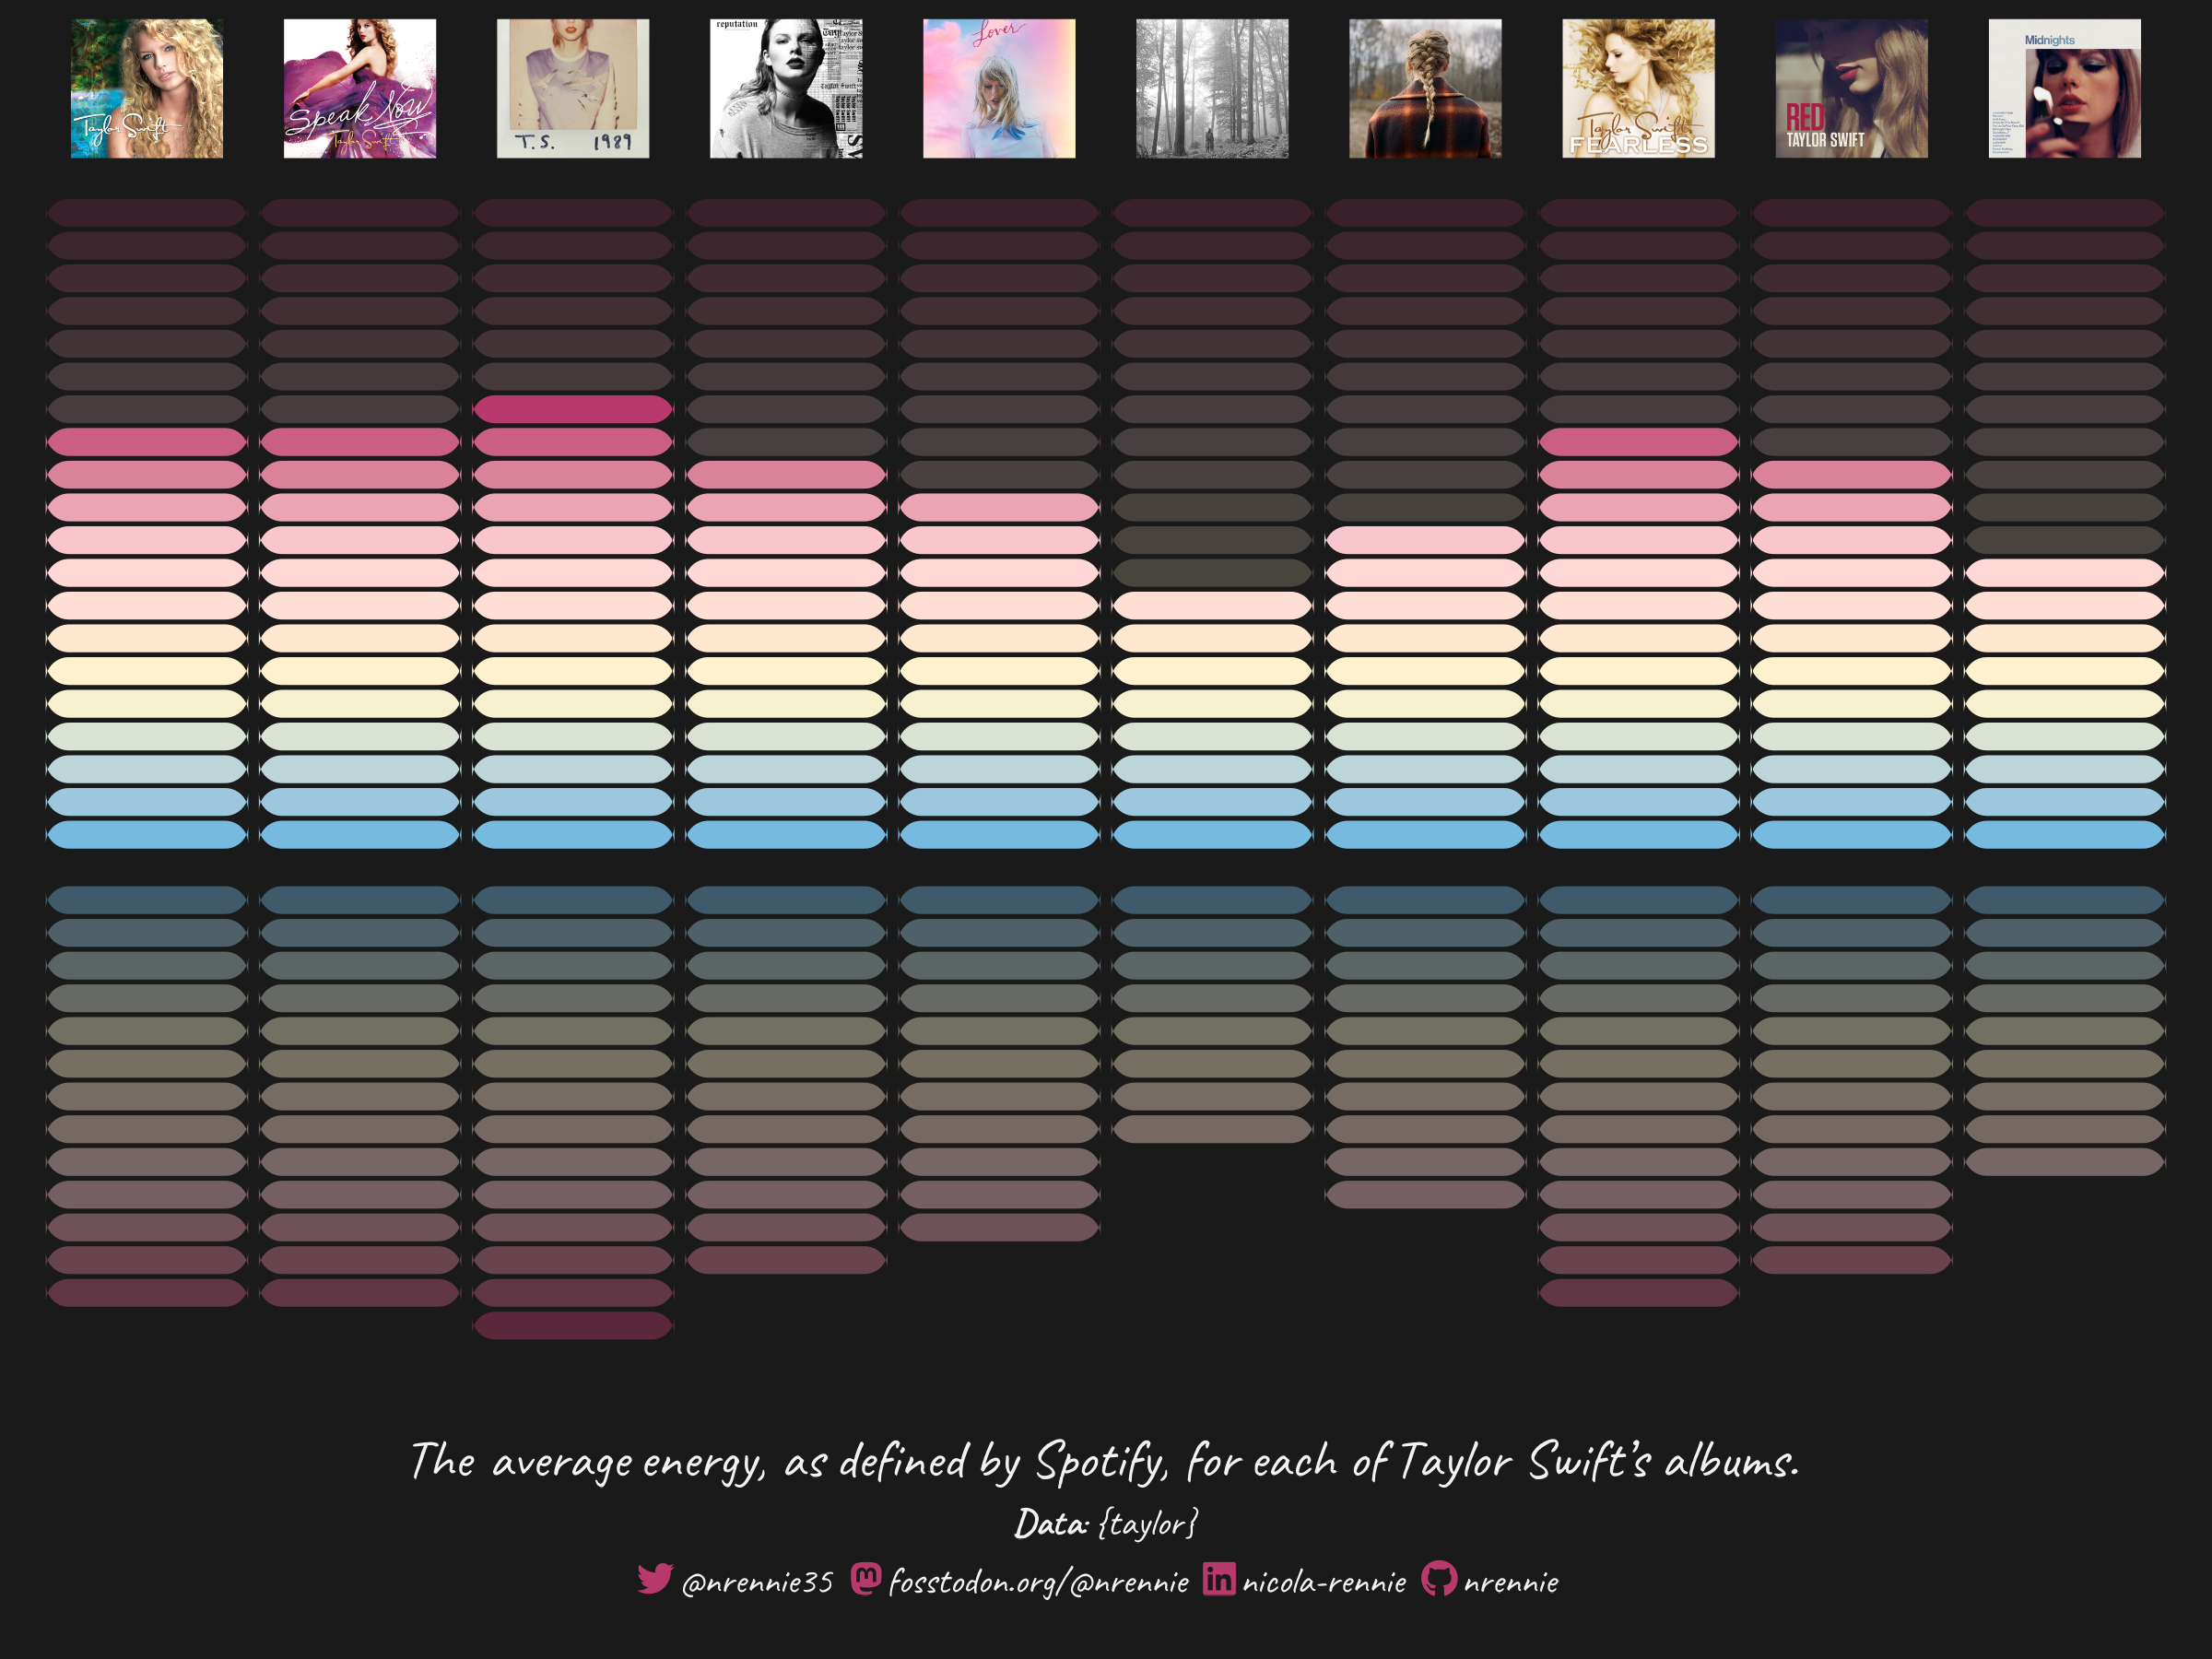 Taylor Swift
Speak Now
Taylor Swift
T.S. 1989
reputation
Taylor Swift
Lover
Taylor Swift
FEARLESS
RED
TAYLOR SWIFT
Midnights
The average energy, as defined by Spotify, for each of Taylor Swift's albums.
Data: {taylor}
@nrennie35 fosstodon.org/@nrennie nicola-rennie nrennie